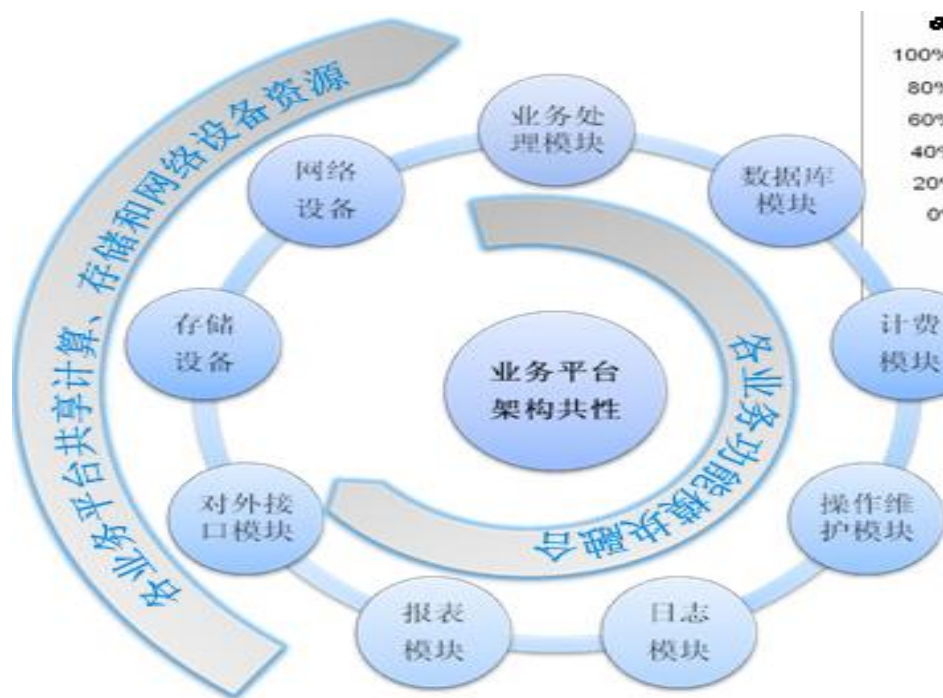 各业务平台共享计算、存储和网络设备资源
业务处
理模块
数据库
模块
计费
模块
操作维
护模块
日志
模块
报表
模块
对外接
口模块
存储
设备
网络
设备
各业务功能模块融合
业务平台
架构共性
100%
80%
60%
40%
20%
0%